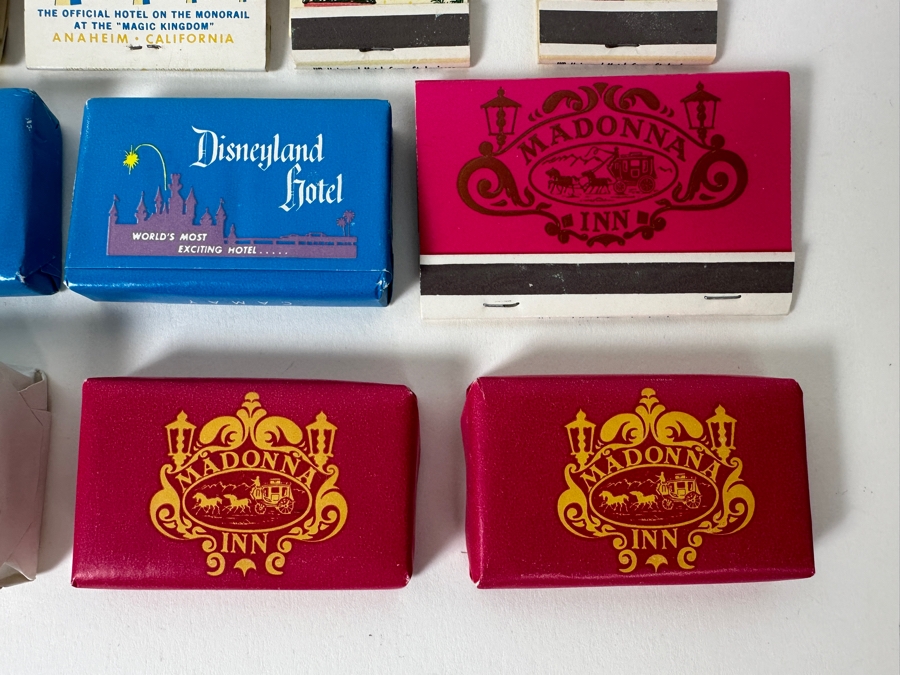 THE OFFICIAL HOTEL ON THE MONORAIL
AT THE "MAGIC KINGDOM"
ANAHEIM • CALIFORNIA
Disneyland
Hotel
WORLD'S MOST
EXCITING HOTEL.....
CAMAY
MADONNA
INN
MADONNA
INN
MADONNA
INN